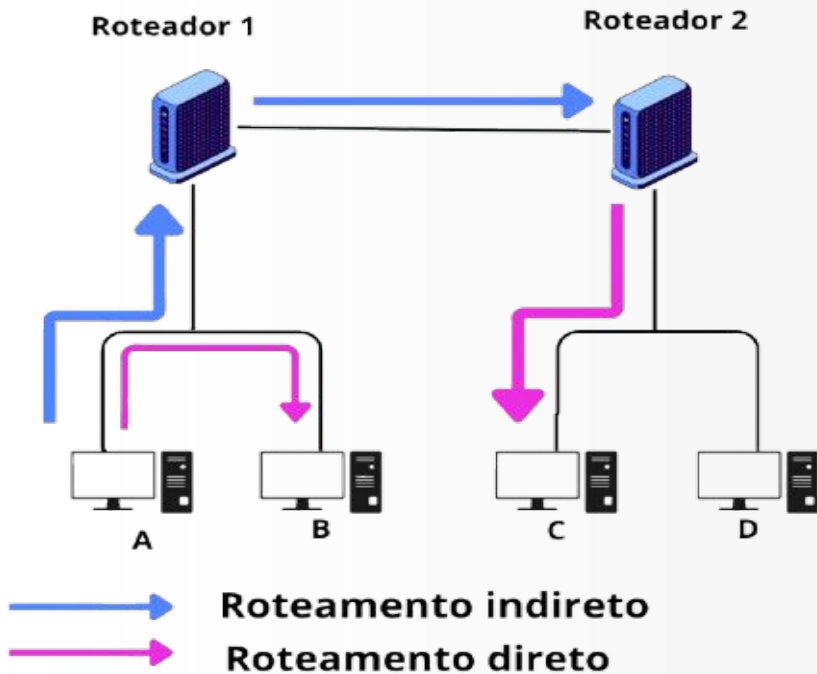 Roteador 1
Roteador 2
A
B
C
D
Roteamento indireto
Roteamento direto